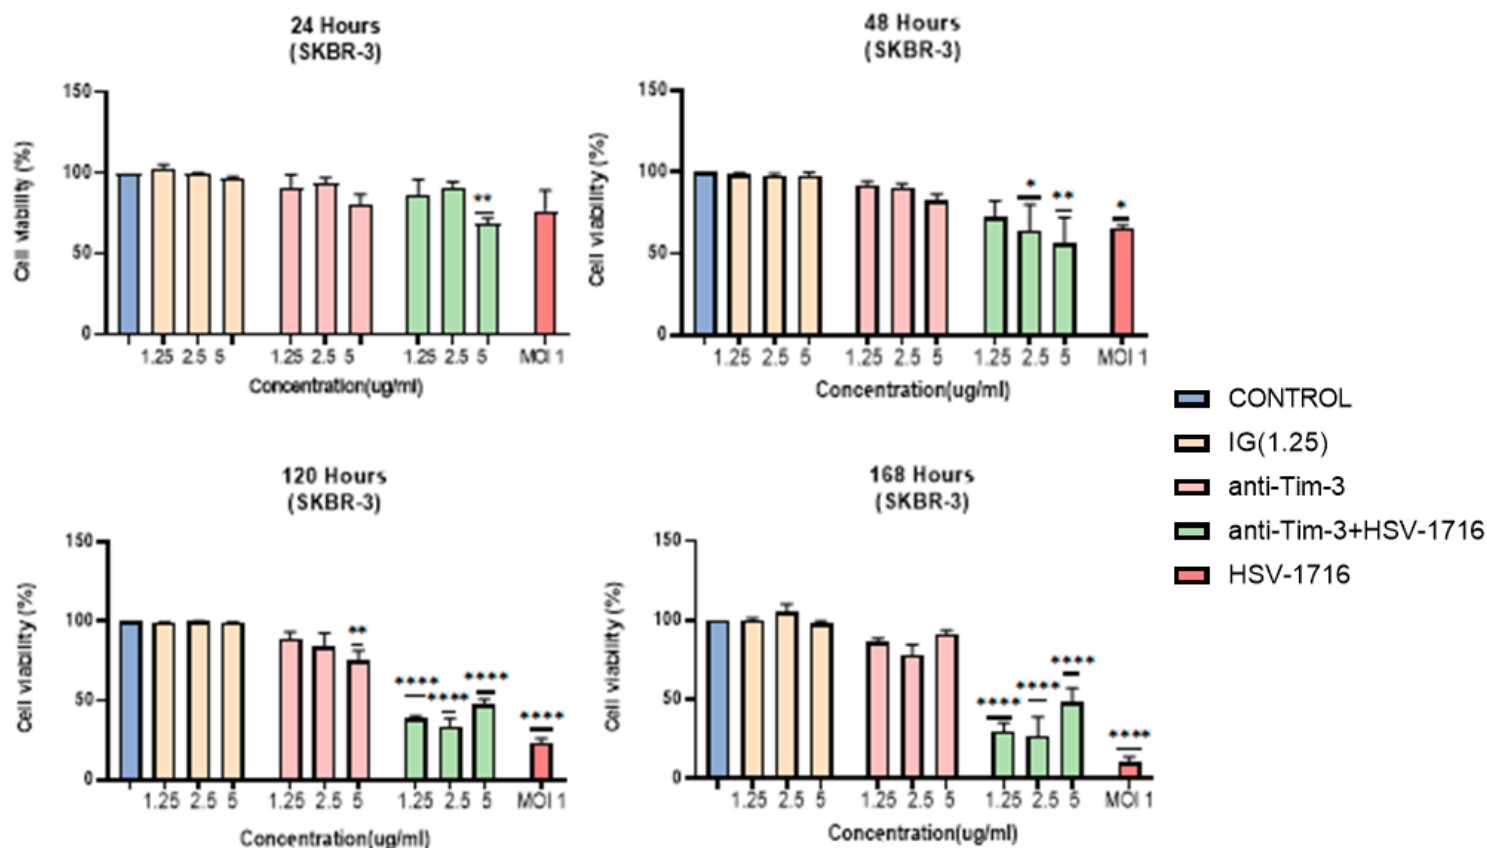 24 Hours
(SKBR-3)
Cell viability (%)
150
100
50
0
**
1.25 2.5 5 1.25 2.5 5 1.25 2.5 5 MOI 1
Concentration(ug/ml)
48 Hours
(SKBR-3)
Cell viability (%)
150
100
50
0
* ** *
1.25 2.5 5 1.25 2.5 5 1.25 2.5 5 MOI 1
Concentration(ug/ml)
CONTROL
IG(1.25)
anti-Tim-3
anti-Tim-3+HSV-1716
HSV-1716
120 Hours
(SKBR-3)
Cell viability (%)
150
100
50
0
** **** **** **** ****
1.25 2.5 5 1.25 2.5 5 1.25 2.5 5 MOI 1
Concentration(ug/ml)
168 Hours
(SKBR-3)
Cell viability (%)
150
100
50
0
**** **** **** ****
1.25 2.5 5 1.25 2.5 5 1.25 2.5 5 MOI 1
Concentration(ug/ml)